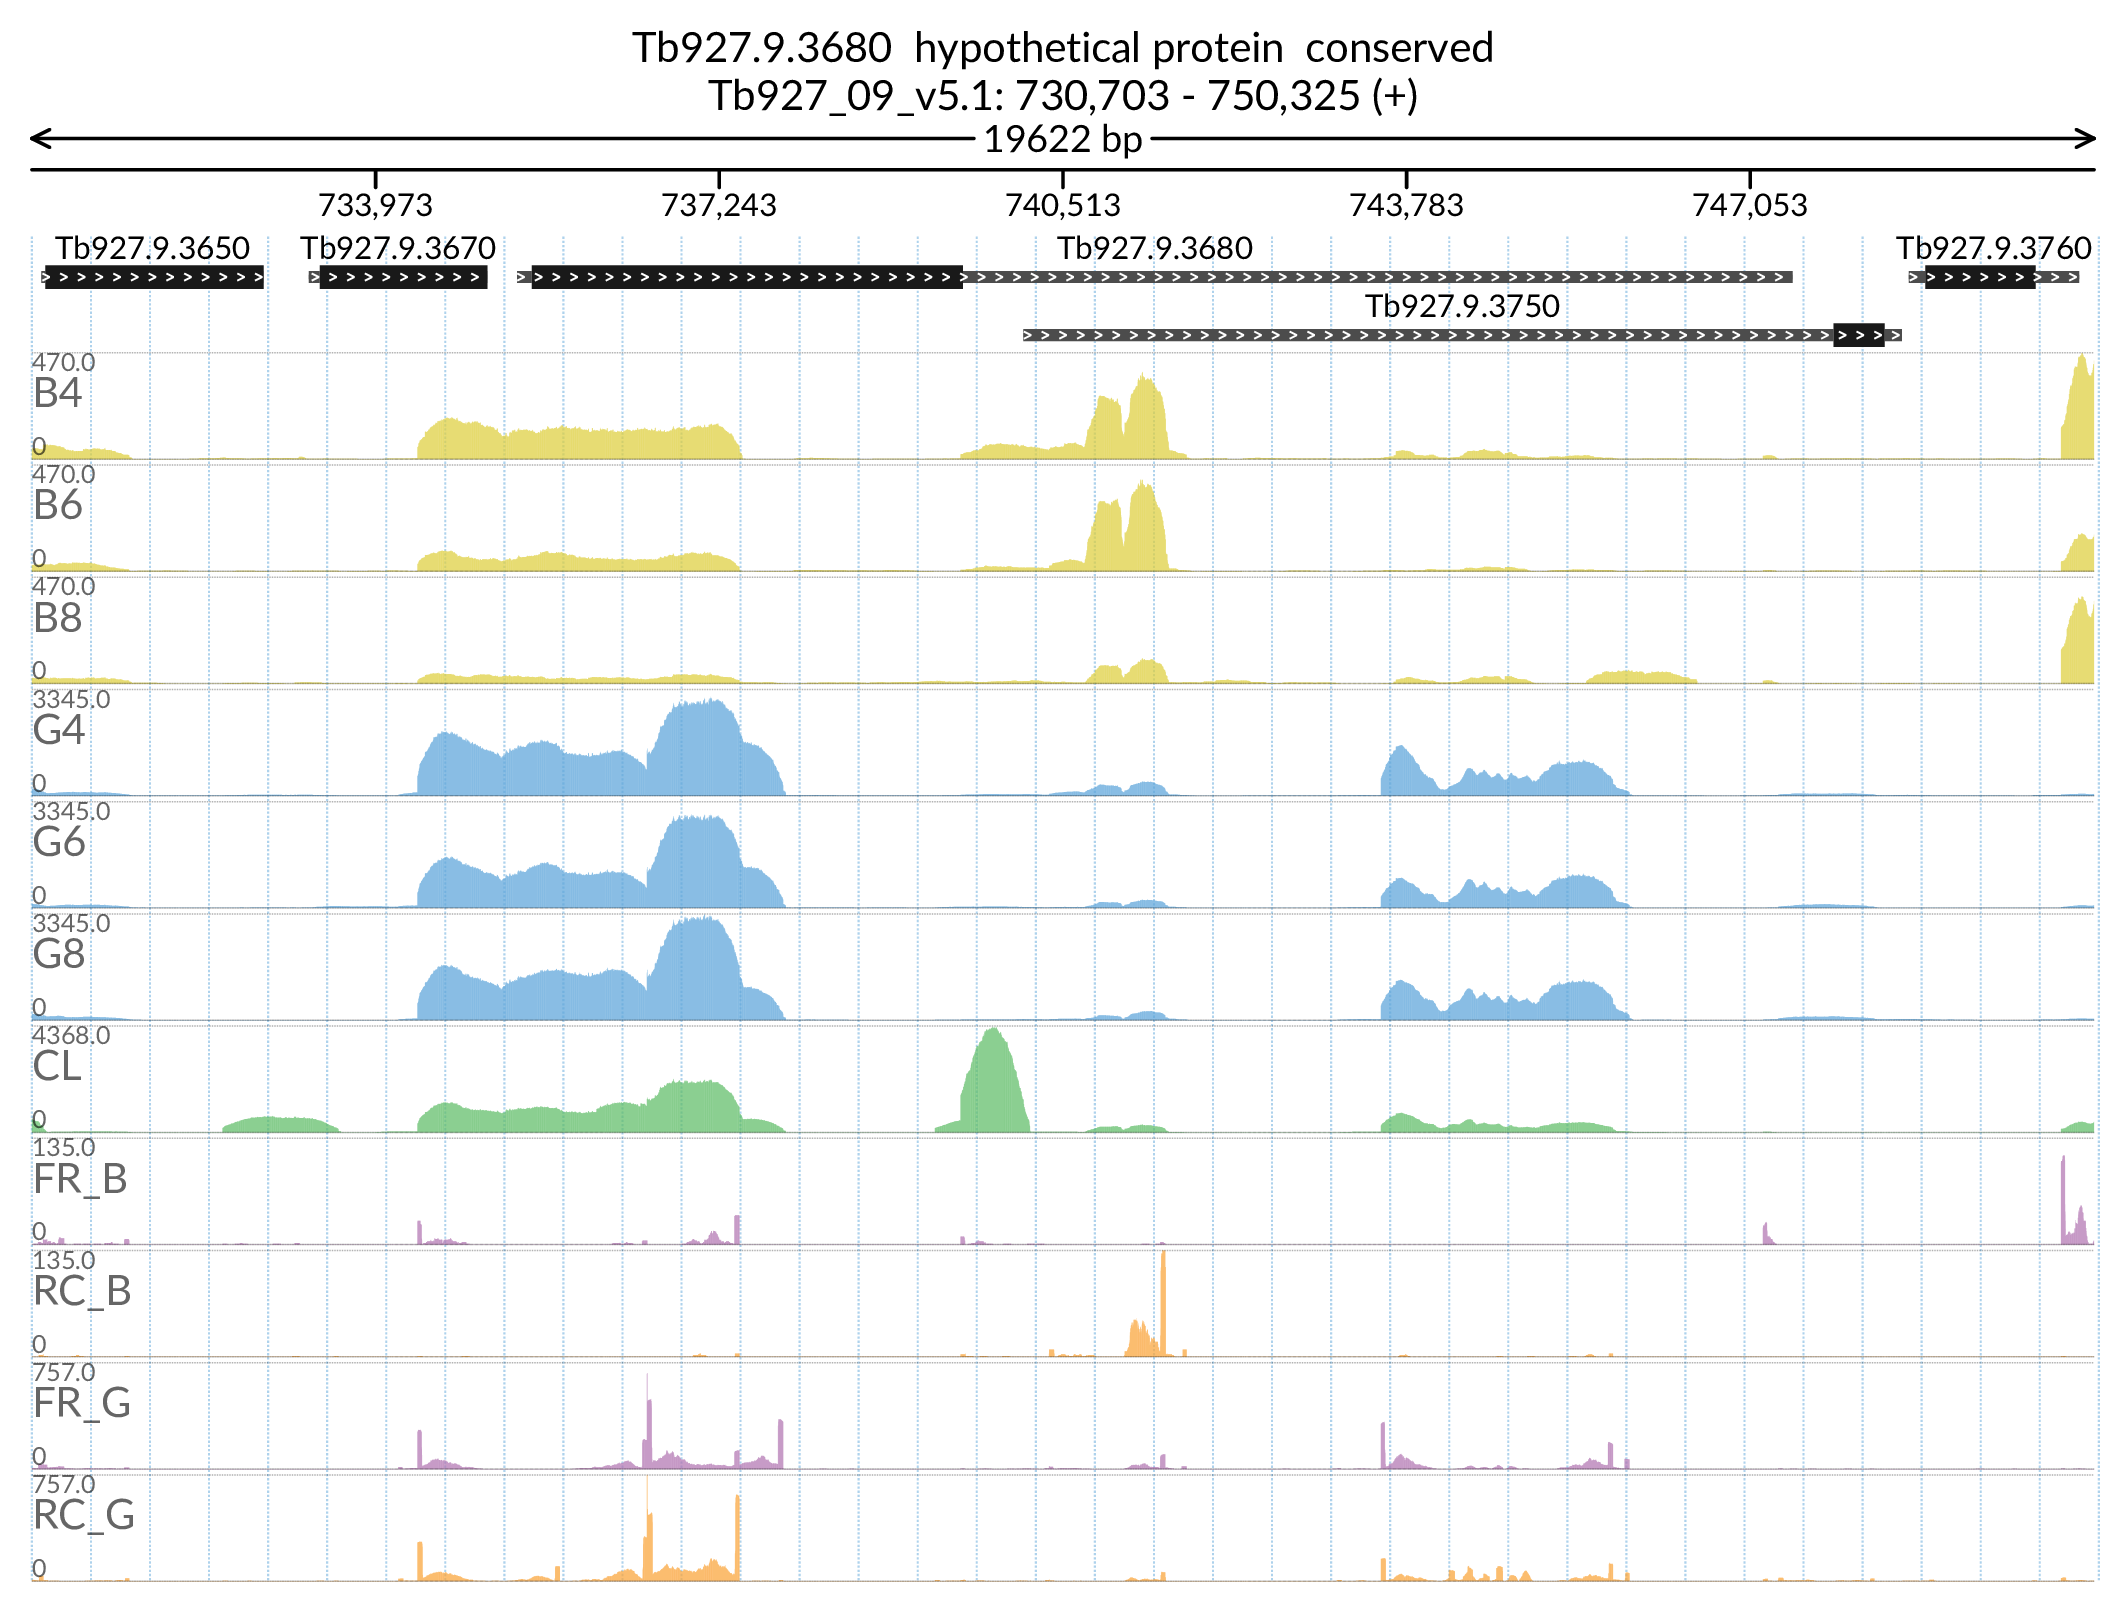 Tb927.9.3680 hypothetical protein conserved
Tb927_09_v5.1: 730,703 - 750,325 (+)
19622 bp
733,973 737,243 740,513 743,783 747,053
Tb927.9.3650 Tb927.9.3670 Tb927.9.3680 Tb927.9.3760
Tb927.9.3750
470.0
B4
0
470.0
B6
0
470.0
B8
0
3345.0
G4
0
3345.0
G6
0
3345.0
G8
0
4368.0
CL
0
135.0
FR_B
0
135.0
RC_B
0
757.0
FR_G
0
757.0
RC_G
0